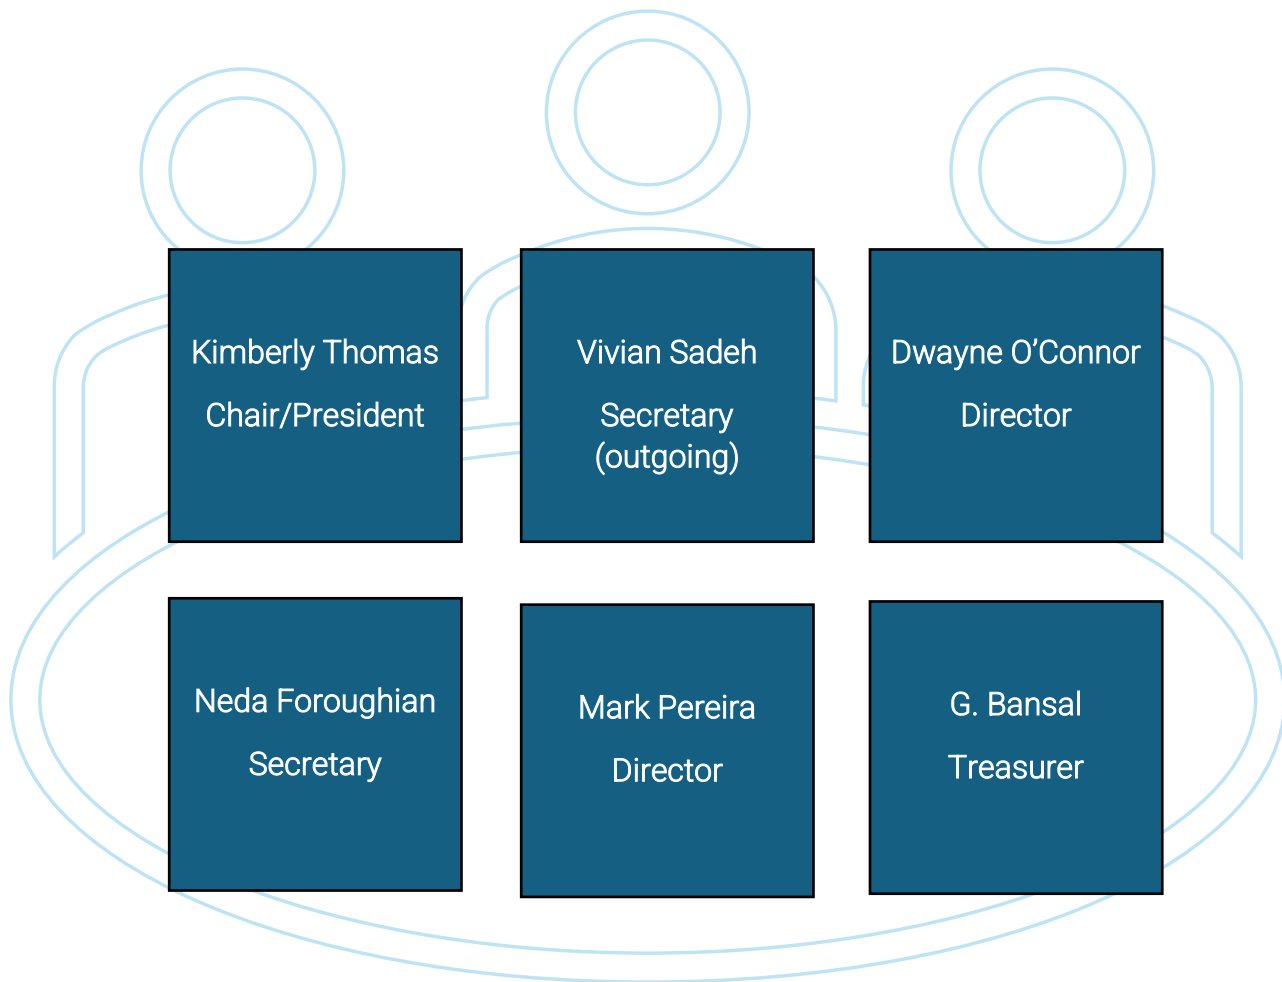 Kimberly Thomas
Chair/President
Vivian Sadeh
Secretary
(outgoing)
Dwayne O’Connor
Director
Neda Foroughian
Secretary
Mark Pereira
Director
G. Bansal
Treasurer